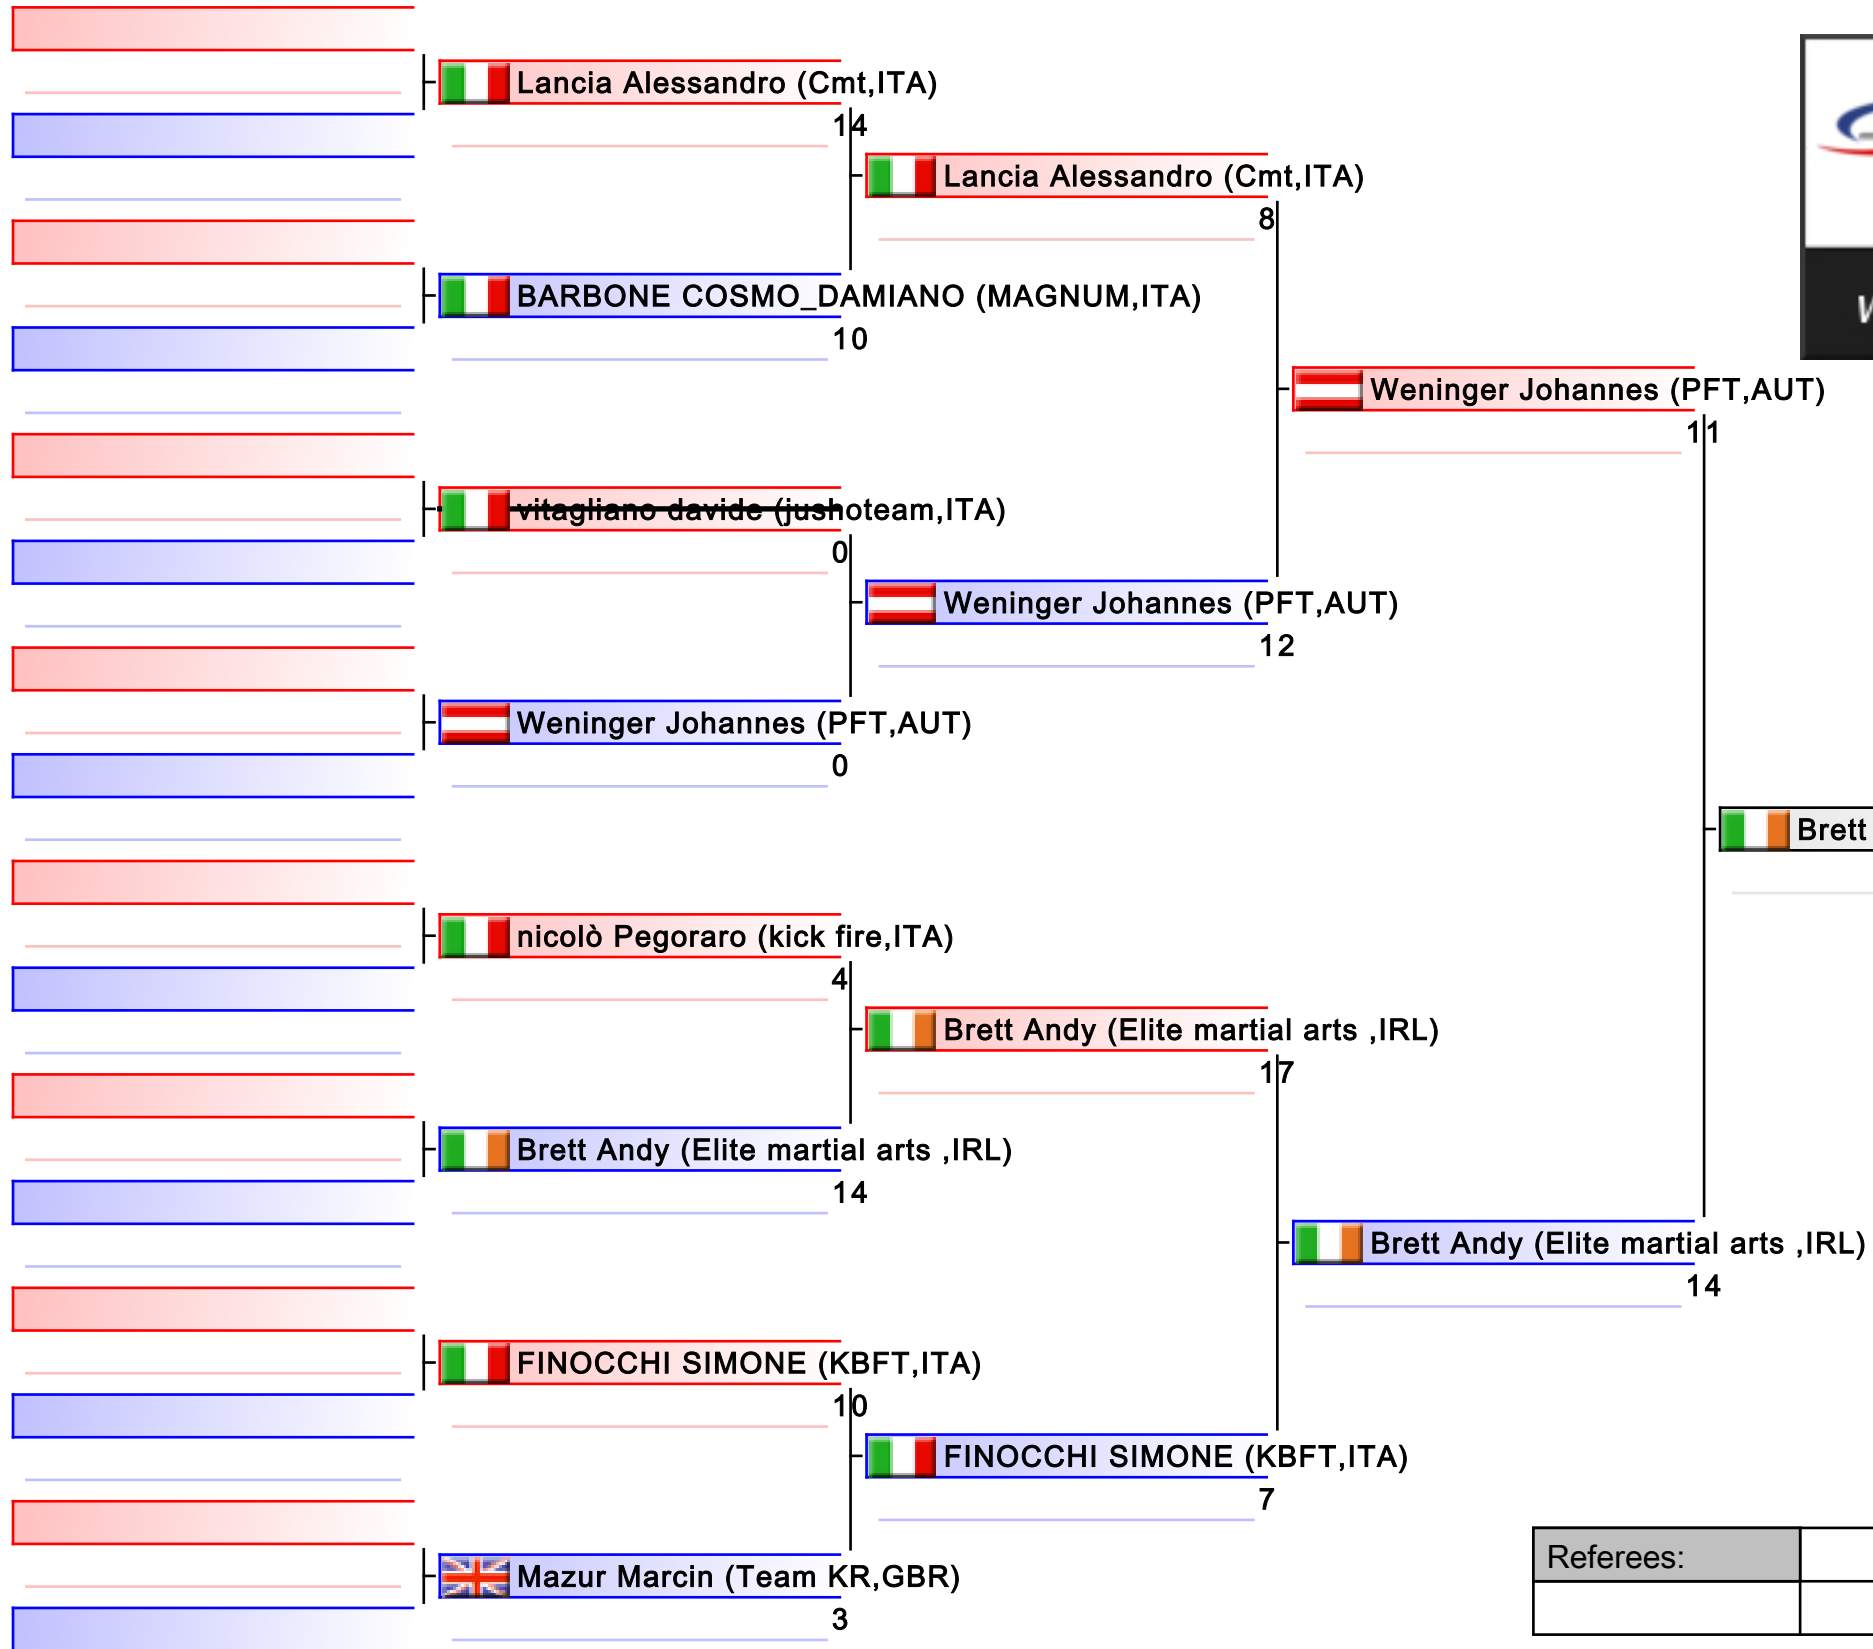 Lancia Alessandro (Cmt,ITA)
14
Lancia Alessandro (Cmt,ITA)
8
BARBONE COSMO_DAMIANO (MAGNUM,ITA)
10
Weninger Johannes (PFT,AUT)
11
vitagliano davide (jushoteam,ITA)
0
Weninger Johannes (PFT,AUT)
12
Weninger Johannes (PFT,AUT)
0
Brett
nicolò Pegoraro (kick fire,ITA)
4
Brett Andy (Elite martial arts ,IRL)
17
Brett Andy (Elite martial arts ,IRL)
14
Brett Andy (Elite martial arts ,IRL)
14
FINOCCHI SIMONE (KBFT,ITA)
10
FINOCCHI SIMONE (KBFT,ITA)
7
Mazur Marcin (Team KR,GBR)
3
Referees: